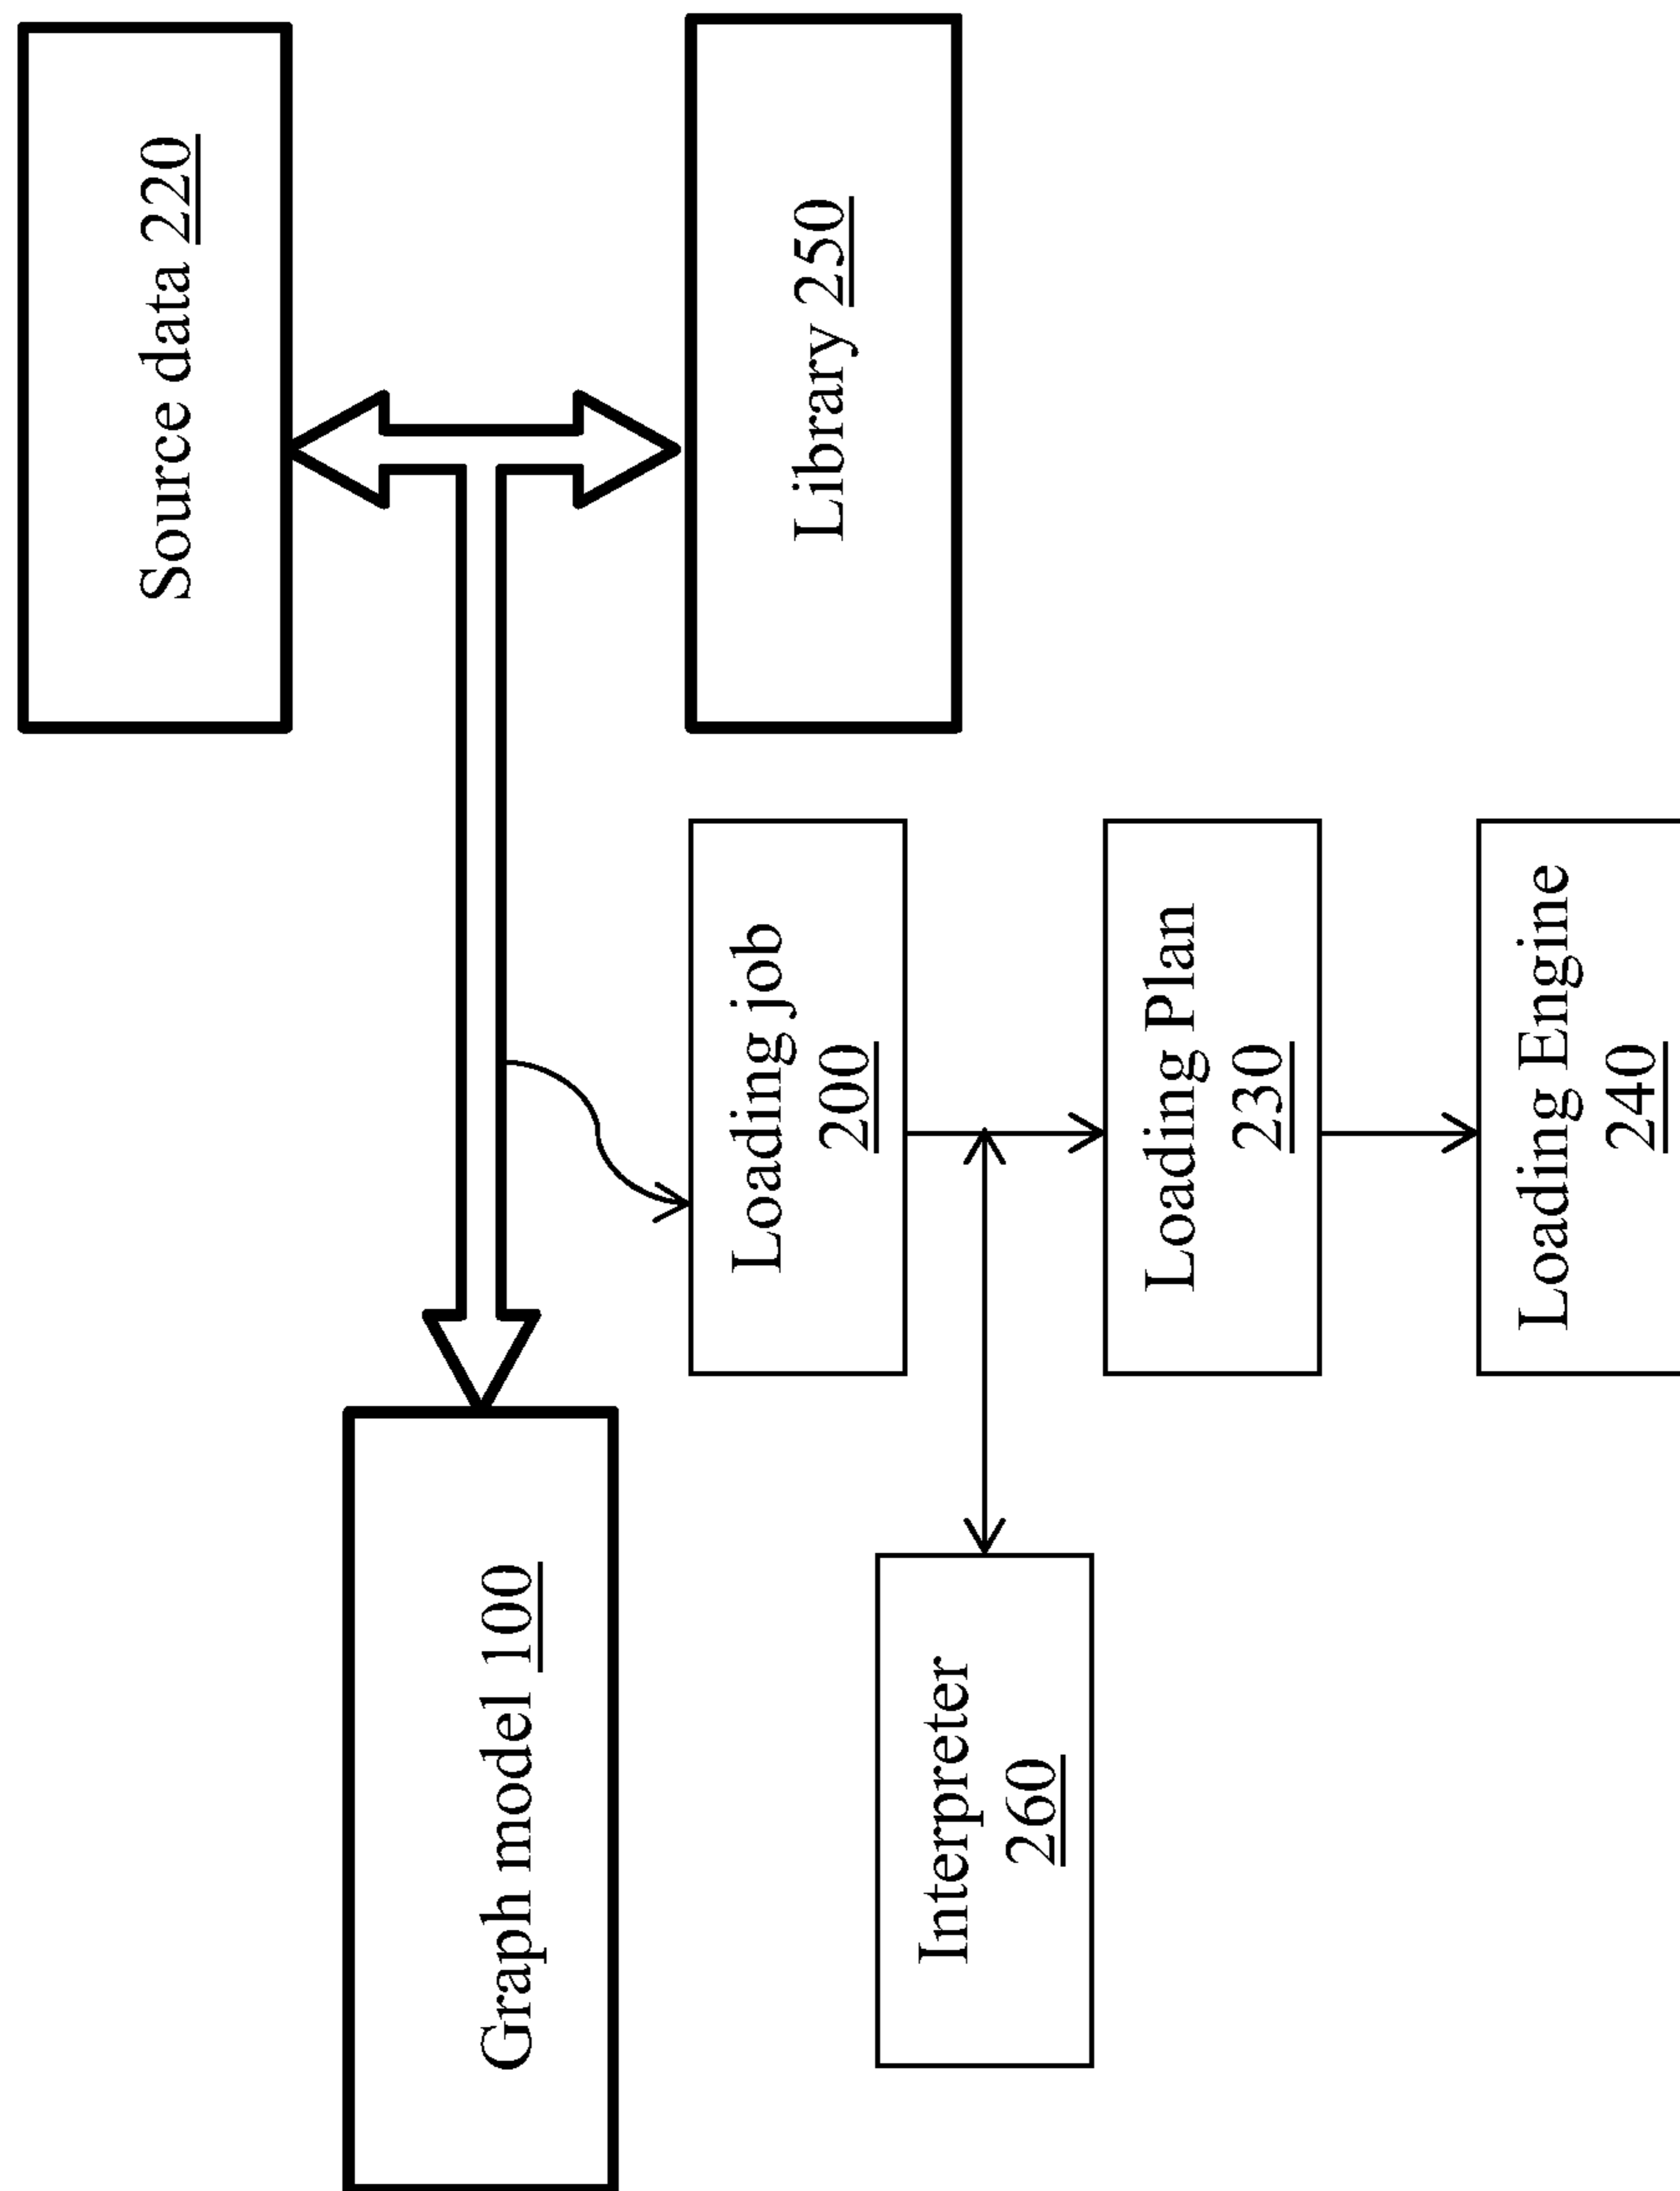 Source data 220
Graph model 100
Library 250
Loading job
200
Interpreter
260
Loading Plan
230
Loading Engine
240